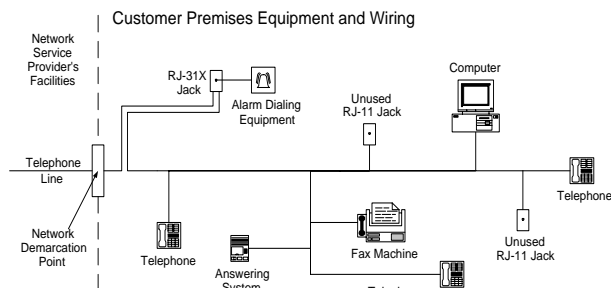 Customer Premises Equipment and Wiring
Network
Service
Provider's
Facilities
RJ-31X
Jack
Alarm Dialing
Equipment
Unused
RJ-11 Jack
Computer
Telephone
Line
Network
Demarcation
Point
Telephone
Answering
System
Fax Machine
Unused
RJ-11 Jack
Telephone